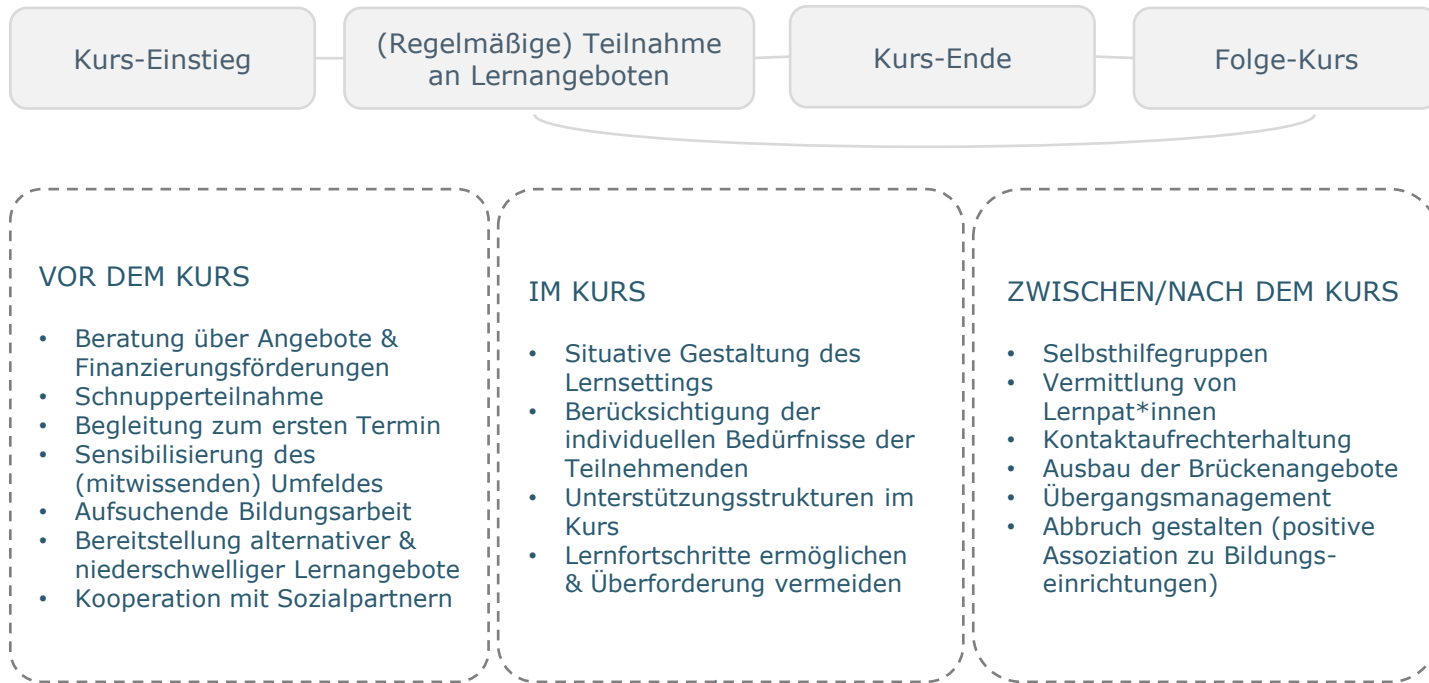 Kurs-Einstieg
(Regelmäßige) Teilnahme
an Lernangeboten
Kurs-Ende
Folge-Kurs
VOR DEM KURS
• Beratung über Angebote &
Finanzierungsförderungen
• Schnupperteilnahme
• Begleitung zum ersten Termin
• Sensibilisierung des
(mitwissenden) Umfeldes
• Aufsuchende Bildungsarbeit
• Bereitstellung alternativer &
niederschwelliger Lernangebote
• Kooperation mit Sozialpartnern
IM KURS
• Situative Gestaltung des
Lernsettings
• Berücksichtigung der
individuellen Bedürfnisse der
Teilnehmenden
• Unterstützungsstrukturen im
Kurs
• Lernfortschritte ermöglichen
& Überforderung vermeiden
ZWISCHEN/NACH DEM KURS
• Selbsthilfegruppen
• Vermittlung von
Lernpat*innen
• Kontaktaufrechterhaltung
• Ausbau der Brückenangebote
• Übergangsmanagement
• Abbruch gestalten (positive
Assoziation zu Bildungs-
einrichtungen)